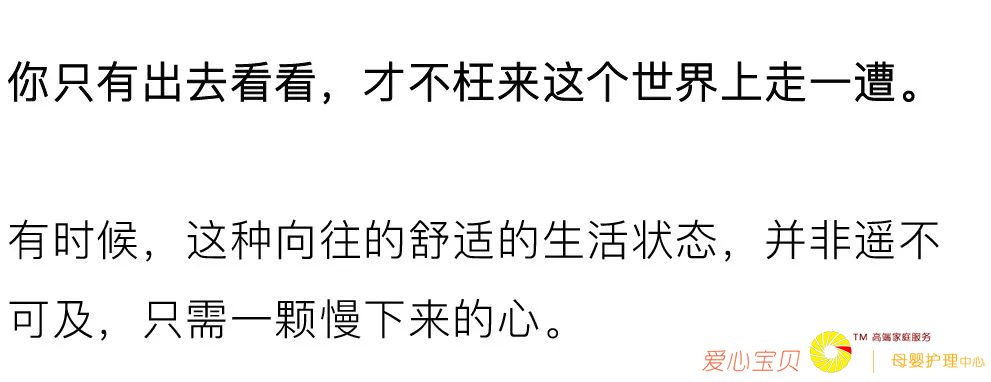 你只有出去看看，才不枉来这个世界上走一遭。
有时候，这种向往的舒适的生活状态，并非遥不
可及，只需一颗慢下来的心。
爱心宝贝 TM 高端家庭服务
母婴护理中心